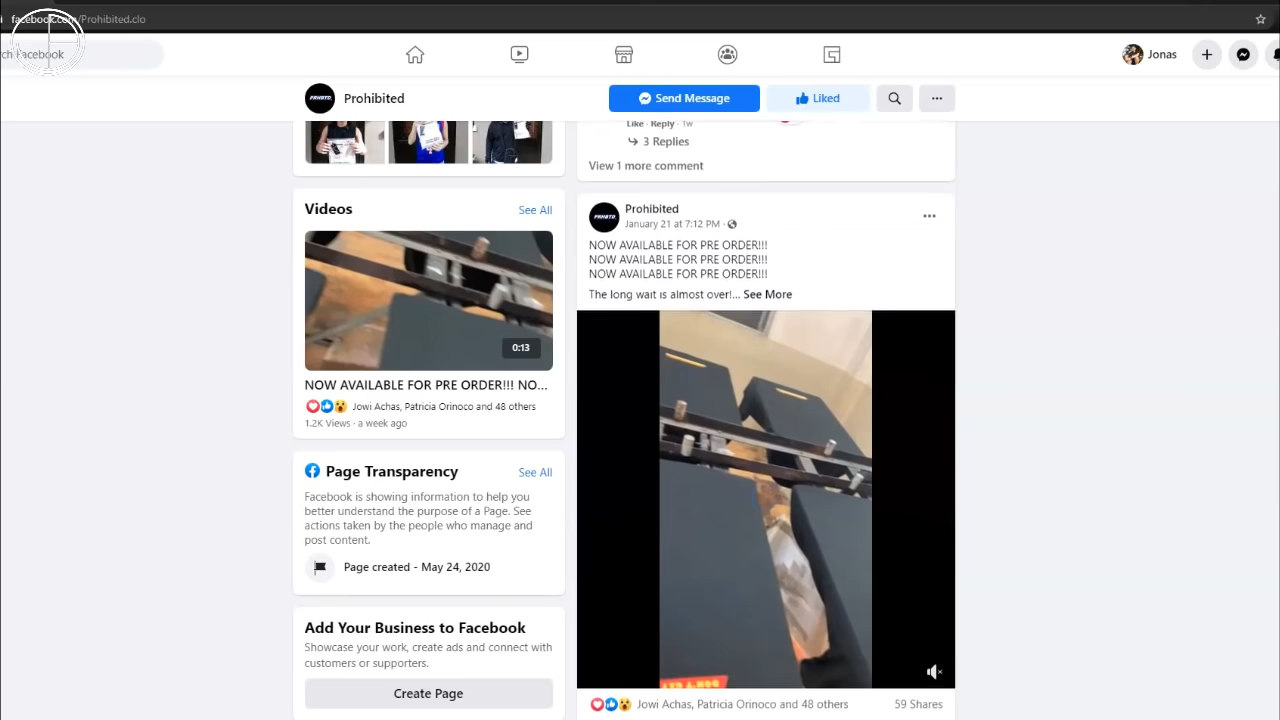 facebook.com/Prohibited.clo
rch Facebook
Jonas
PRHBTD.
Prohibited
Send Message
Liked
Like · Reply · 1w
3 Replies
View 1 more comment
Videos
See All
0:13
NOW AVAILABLE FOR PRE ORDER!!! NO...
Jowi Achas, Patricia Orinoco and 48 others
1.2K Views · a week ago
Page Transparency
See All
Facebook is showing information to help you
better understand the purpose of a Page. See
actions taken by the people who manage and
post content.
Page created - May 24, 2020
Add Your Business to Facebook
Showcase your work, create ads and connect with
customers or supporters.
Create Page
PRHBTD.
Prohibited
January 21 at 7:12 PM ·
NOW AVAILABLE FOR PRE ORDER!!!
NOW AVAILABLE FOR PRE ORDER!!!
NOW AVAILABLE FOR PRE ORDER!!!
The long wait is almost over!... See More
Jowi Achas, Patricia Orinoco and 48 others
59 Shares